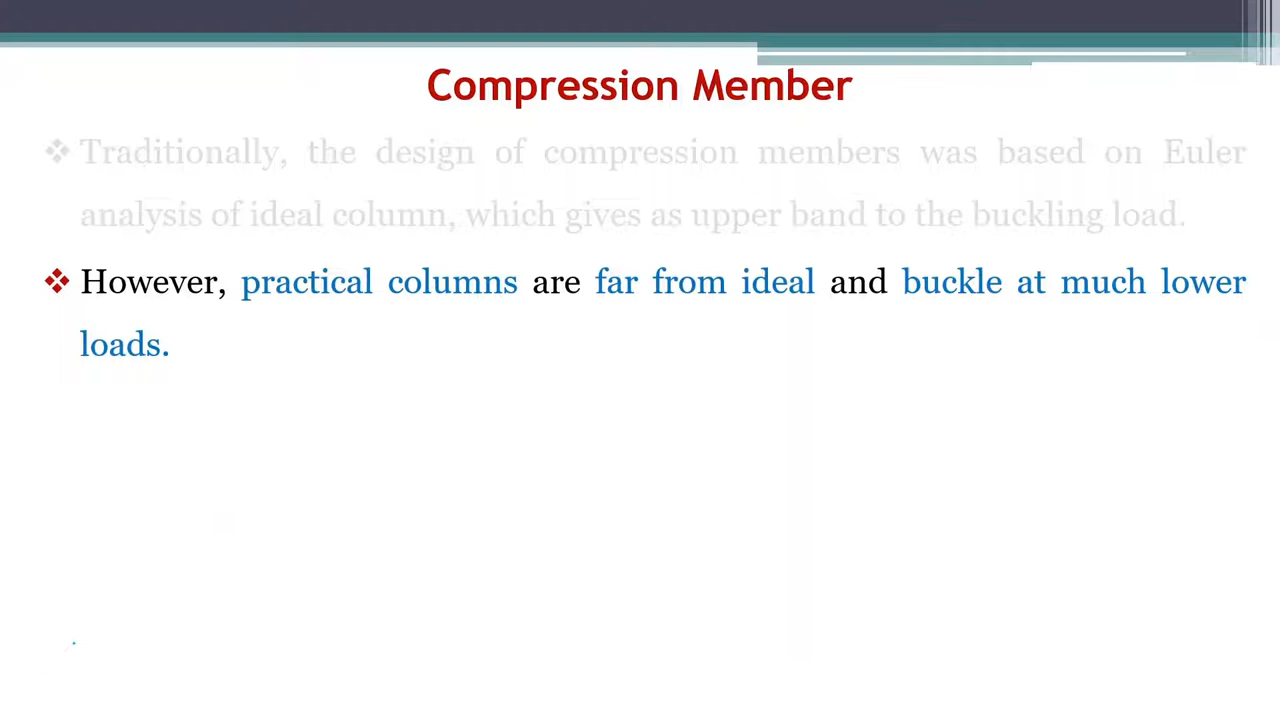 Compression Member
❖ Traditionally, the design of compression members was based on Euler
analysis of ideal column, which gives as upper band to the buckling load.
❖ However, practical columns are far from ideal and buckle at much lower
loads.